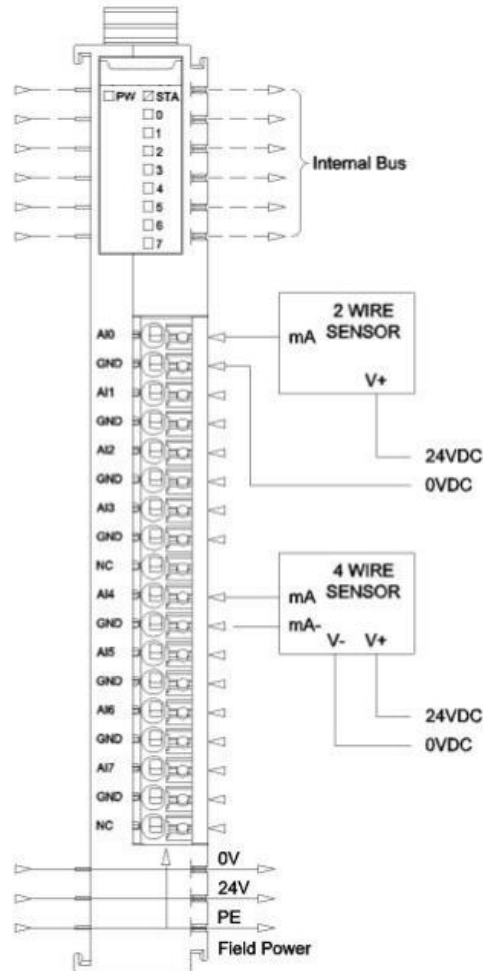 PW STA
0
1
2
3
4
5
6
7
Internal Bus
AI0
GND
AI1
GND
AI2
GND
AI3
GND
NC
AI4
GND
AI5
GND
AI6
GND
AI7
GND
NC
2 WIRE
mA SENSOR
V+
24VDC
0VDC
4 WIRE
SENSOR
mA
mA-
V- V+
24VDC
0VDC
0V
24V
PE
Field Power